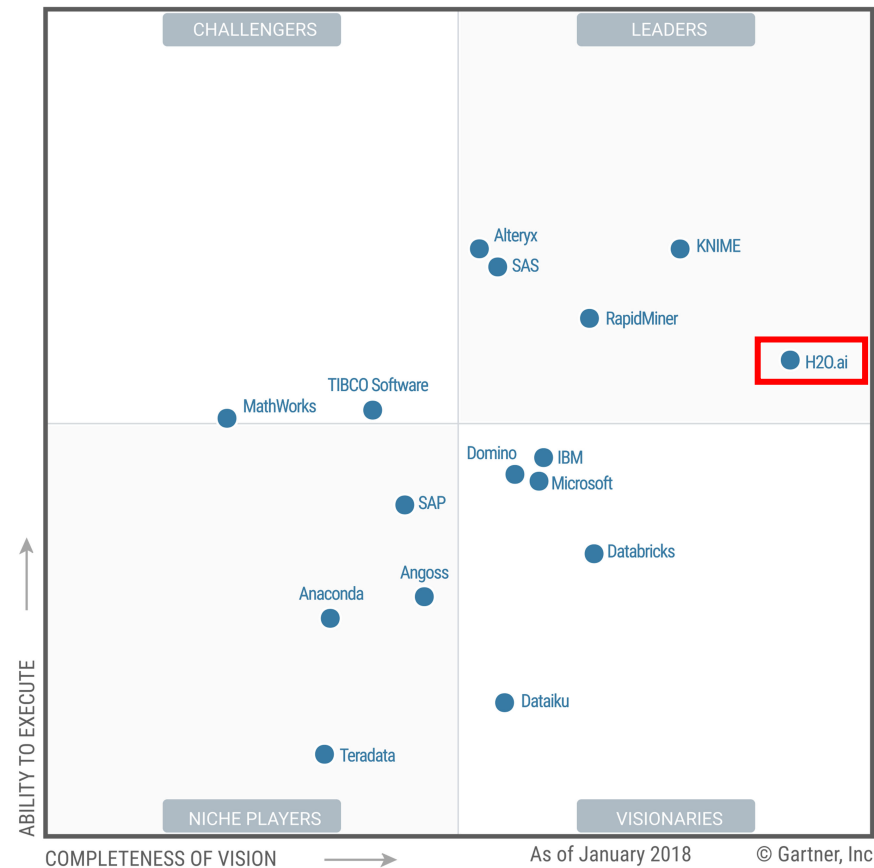 CHALLENGERS
LEADERS
Alteryx
SAS
KNIME
RapidMiner
H2O.ai
TIBCO Software
MathWorks
Domino
IBM
Microsoft
SAP
Databricks
Angoss
Anaconda
Dataiku
Teradata
NICHE PLAYERS
VISIONARIES
ABILITY TO EXECUTE
COMPLETENESS OF VISION
As of January 2018
© Gartner, Inc